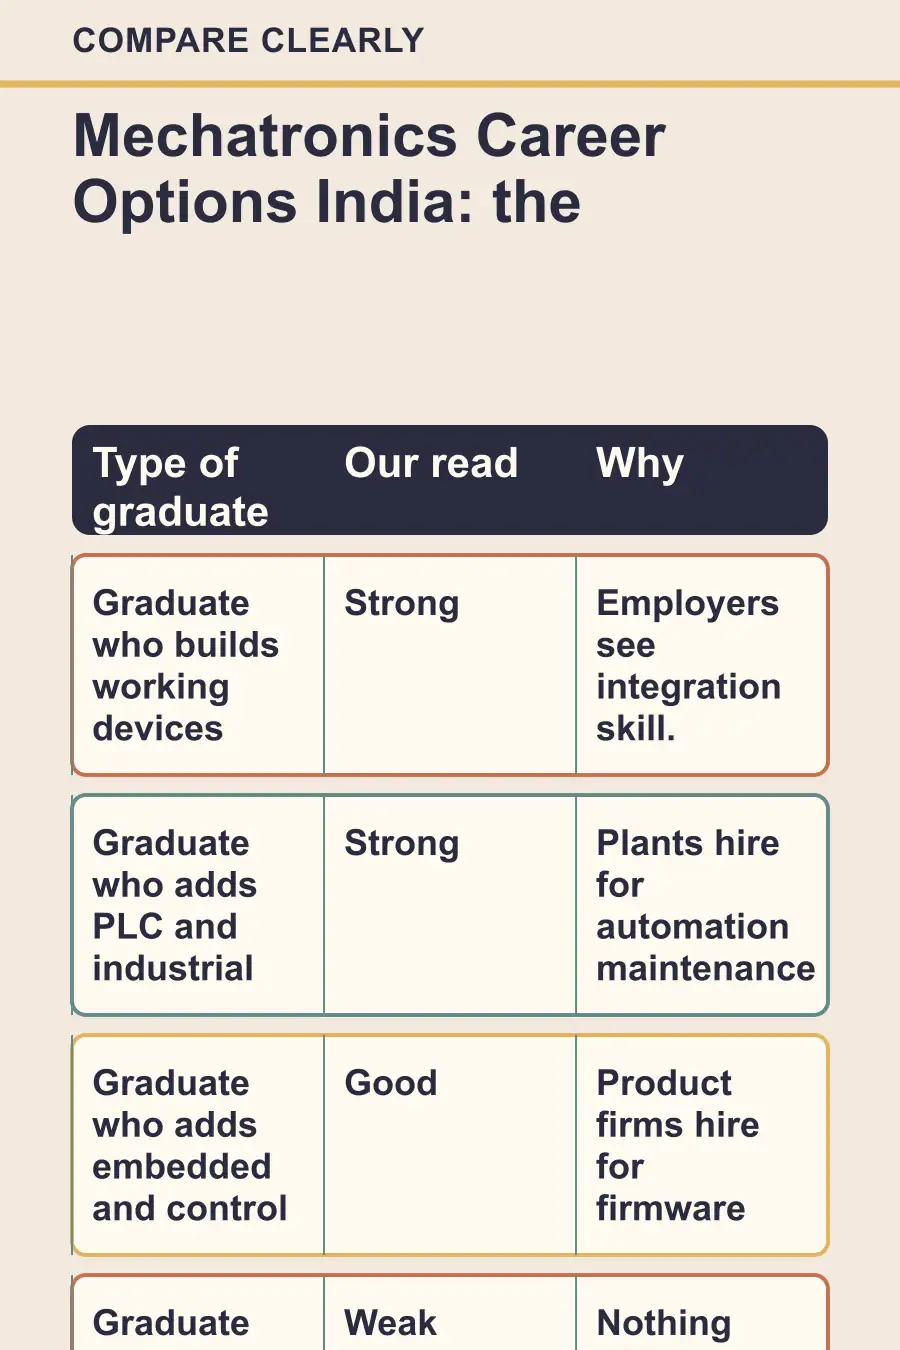 COMPARE CLEARLY
Mechatronics Career
Options India: the
Type of
graduate
Our read
Why
Graduate
who builds
working
devices
Strong
Employers
see
integration
skill.
Graduate
who adds
PLC and
industrial
Strong
Plants hire
for
automation
maintenance
Graduate
who adds
embedded
and control
Good
Product
firms hire
for
firmware
Graduate
Weak
Nothing